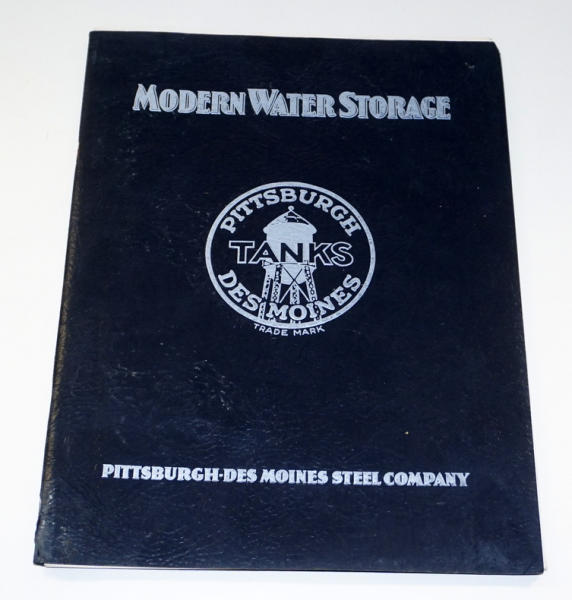 MODERN WATER STORAGE
PITTSBURGH
TANKS
DES MOINES
TRADE MARK
PITTSBURGH-DES MOINES STEEL COMPANY